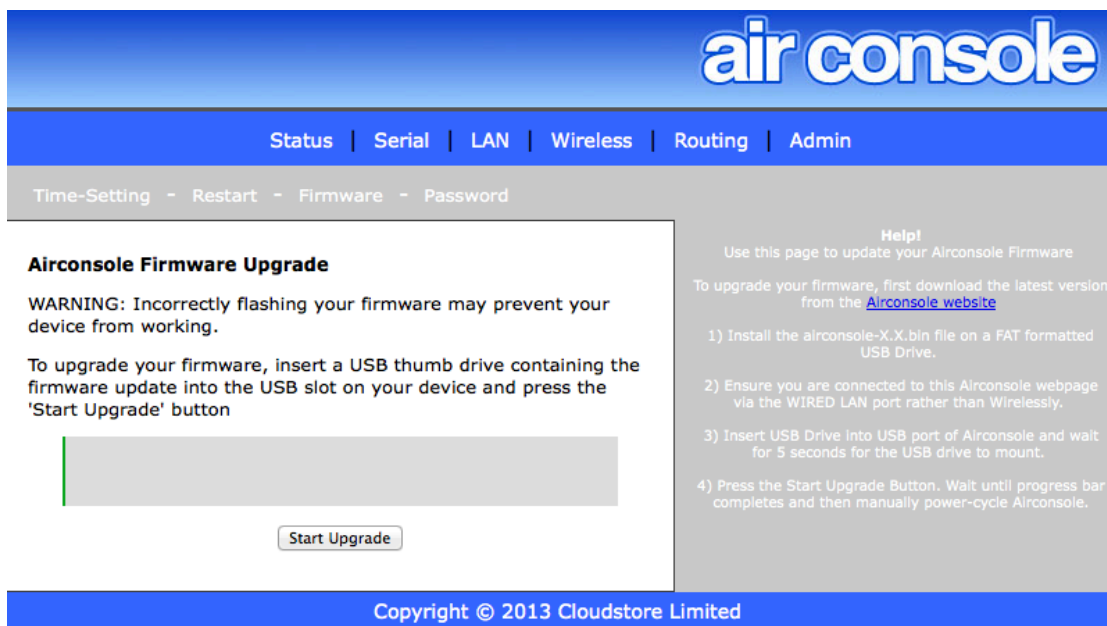 air console
Status | Serial | LAN | Wireless | Routing | Admin
Time-Setting - Restart - Firmware - Password
Airconsole Firmware Upgrade
WARNING: Incorrectly flashing your firmware may prevent your
device from working.
To upgrade your firmware, insert a USB thumb drive containing the
firmware update into the USB slot on your device and press the
'Start Upgrade' button
Start Upgrade
Help!
Use this page to update your Airconsole Firmware
To upgrade your firmware, first download the latest version
from the Airconsole website
1) Install the airconsole-X.X.bin file on a FAT formatted
USB Drive.
2) Ensure you are connected to this Airconsole webpage
via the WIRED LAN port rather than Wirelessly.
3) Insert USB Drive into USB port of Airconsole and wait
for 5 seconds for the USB drive to mount.
4) Press the Start Upgrade Button. Wait until progress bar
completes and then manually power-cycle Airconsole.
Copyright © 2013 Cloudstore Limited